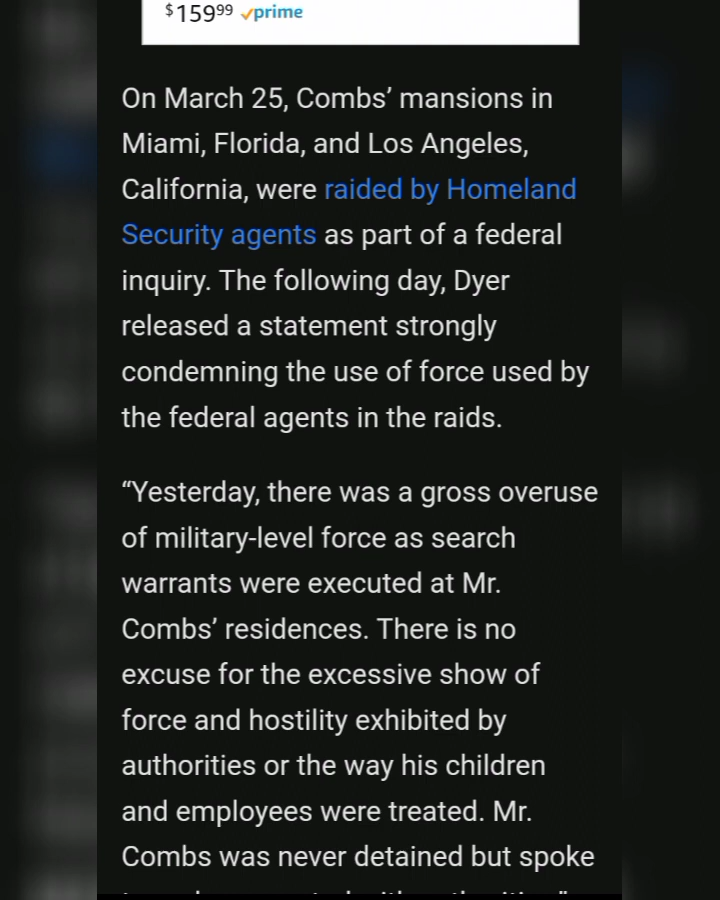 $159⁹⁹ prime
On March 25, Combs’ mansions in
Miami, Florida, and Los Angeles,
California, were raided by Homeland
Security agents as part of a federal
inquiry. The following day, Dyer
released a statement strongly
condemning the use of force used by
the federal agents in the raids.
“Yesterday, there was a gross overuse
of military-level force as search
warrants were executed at Mr.
Combs’ residences. There is no
excuse for the excessive show of
force and hostility exhibited by
authorities or the way his children
and employees were treated. Mr.
Combs was never detained but spoke